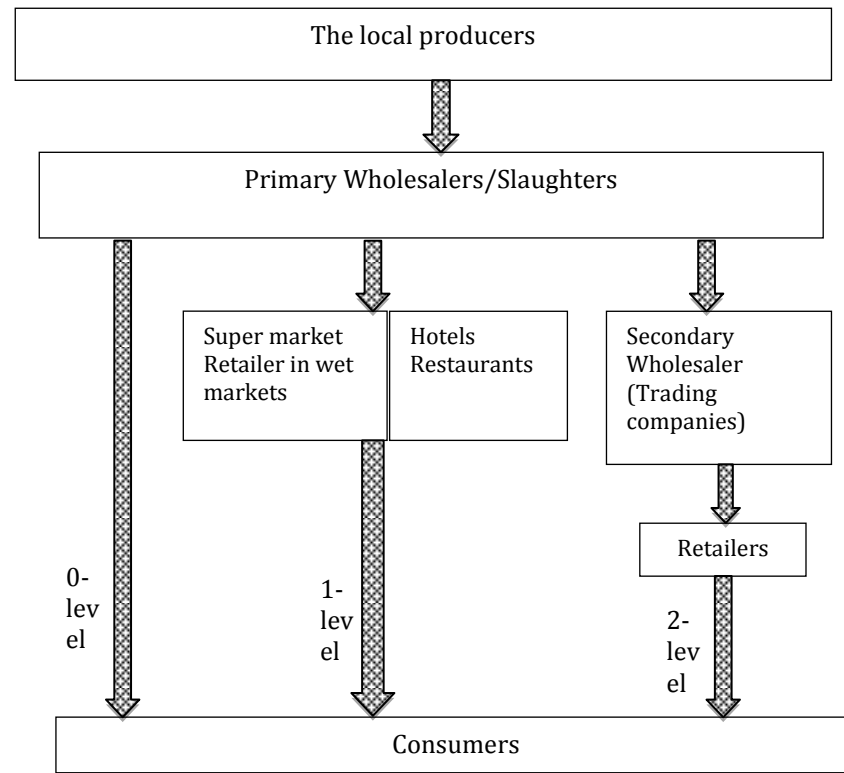 The local producers
Primary Wholesalers/Slaughters
Super market
Retailer in wet
markets
Hotels
Restaurants
Secondary
Wholesaler
(Trading
companies)
Retailers
0-
lev
el
1-
lev
el
2-
lev
el
Consumers